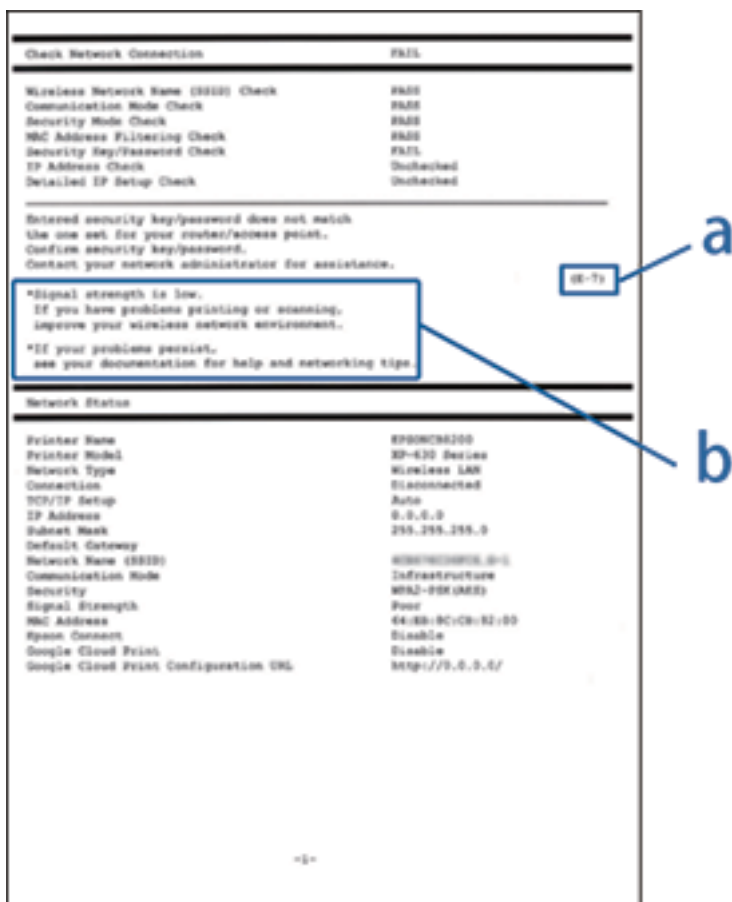 Check Network Connection FAIL
Wireless Network Name (SSID) Check PASS
Communication Mode Check PASS
Security Mode Check PASS
MAC Address Filtering Check PASS
Security Key/Password Check FAIL
IP Address Check Unchecked
Detailed IP Setup Check Unchecked
Entered security key/password does not match
the one set for your router/access point.
Confirm security key/password.
Contact your network administrator for assistance.
(E-7)
a
*Signal strength is low.
If you have problems printing or scanning,
improve your wireless network environment.
*If your problems persist,
see your documentation for help and networking tips.
b
Network Status
Printer Name
Printer Model XP-630 Series
Network Type Wireless LAN
Connection Disconnected
TCP/IP Setup Auto
IP Address 0.0.0.0
Subnet Mask 255.255.255.0
Default Gateway
Network Name (SSID)
Communication Mode Infrastructure
Security WPA2-PSK(AES)
Signal Strength Poor
MAC Address
Epson Connect Disable
Google Cloud Print Disable
Google Cloud Print Configuration URL http://0.0.0.0/
-1-